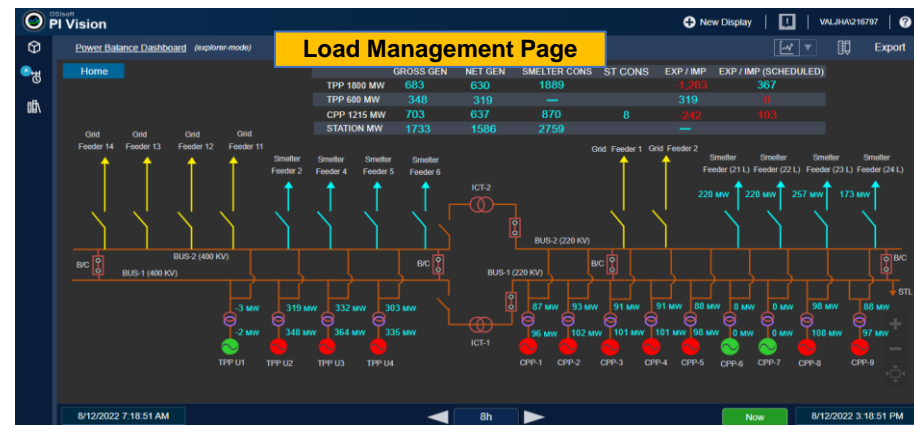 OSIsoft
PI Vision
New Display
VALJHA\216797
?
Power Balance Dashboard (explorer-mode)
Load Management Page
Export
Home
GROSS GEN NET GEN SMELTER CONS ST CONS EXP / IMP EXP / IMP (SCHEDULED)
TPP 1800 MW 683 630 1889 -1,263 367
TPP 600 MW 348 319 — 319 0
CPP 1215 MW 703 637 870 8 -242 103
STATION MW 1733 1586 2759 —
Grid Feeder 14
Grid Feeder 13
Grid Feeder 12
Grid Feeder 11
Smelter Feeder 2
Smelter Feeder 4
Smelter Feeder 5
Smelter Feeder 6
Grid Feeder 1
Grid Feeder 2
Smelter Feeder (21 L)
Smelter Feeder (22 L)
Smelter Feeder (23 L)
Smelter Feeder (24 L)
220 MW 220 MW 257 MW 173 MW
ICT-2
BUS-2 (400 KV)
BUS-2 (220 KV)
B/C
BUS-1 (400 KV)
B/C
BUS-1 (220 KV)
B/C
B/C
STL
-3 MW 319 MW 332 MW 303 MW
87 MW 93 MW 91 MW 91 MW 88 MW 0 MW 0 MW 98 MW 88 MW
-2 MW 348 MW 364 MW 335 MW
ICT-1
96 MW 102 MW 101 MW 101 MW 98 MW 0 MW 0 MW 108 MW 97 MW
TPP U1 TPP U2 TPP U3 TPP U4
CPP-1 CPP-2 CPP-3 CPP-4 CPP-5 CPP-6 CPP-7 CPP-8 CPP-9
8/12/2022 7:18:51 AM
8h
Now
8/12/2022 3:18:51 PM